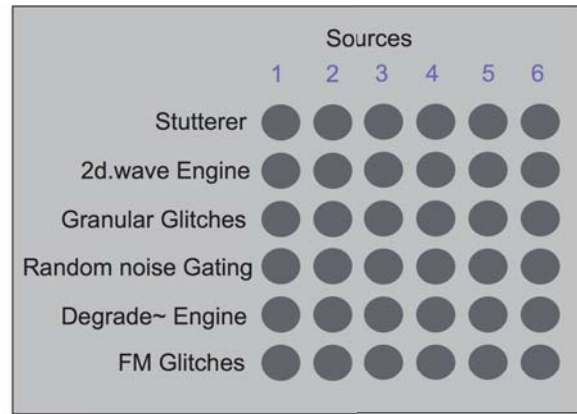 Sources
1 2 3 4 5 6
Stutterer
2d.wave Engine
Granular Glitches
Random noise Gating
Degrade~ Engine
FM Glitches